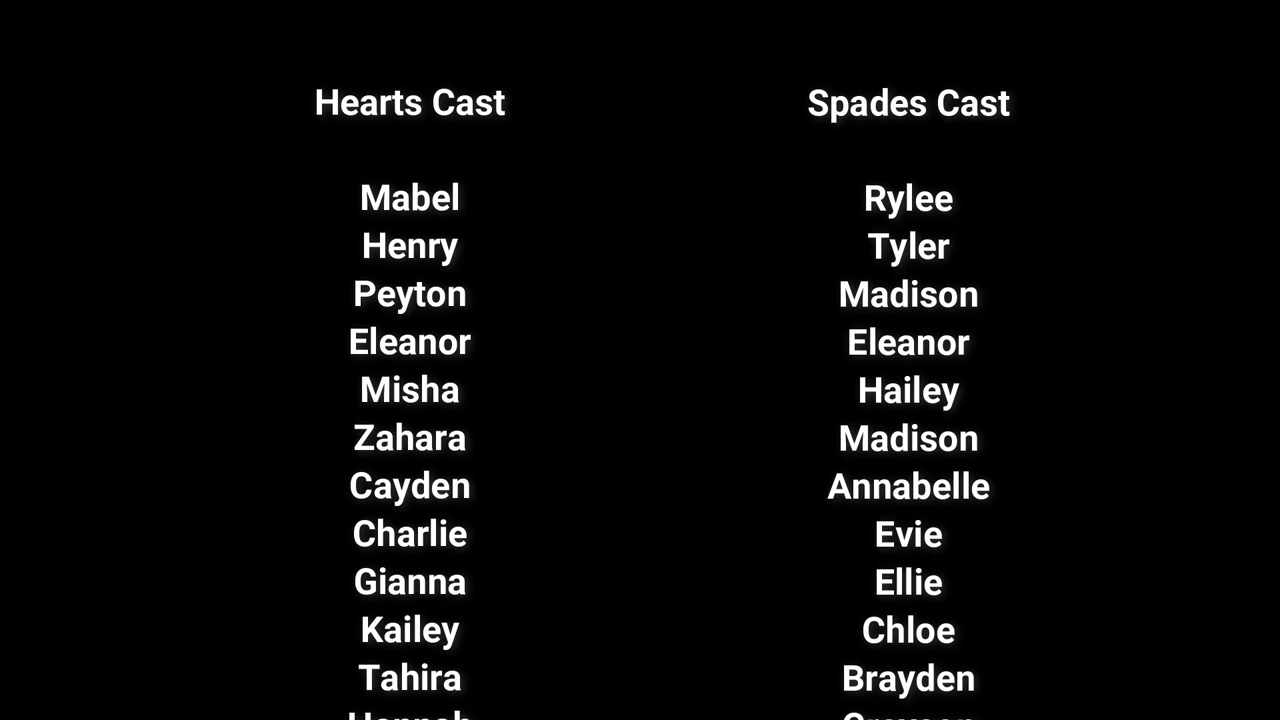 Hearts Cast
Mabel
Henry
Peyton
Eleanor
Misha
Zahara
Cayden
Charlie
Gianna
Kailey
Tahira
Spades Cast
Rylee
Tyler
Madison
Eleanor
Hailey
Madison
Annabelle
Evie
Ellie
Chloe
Brayden